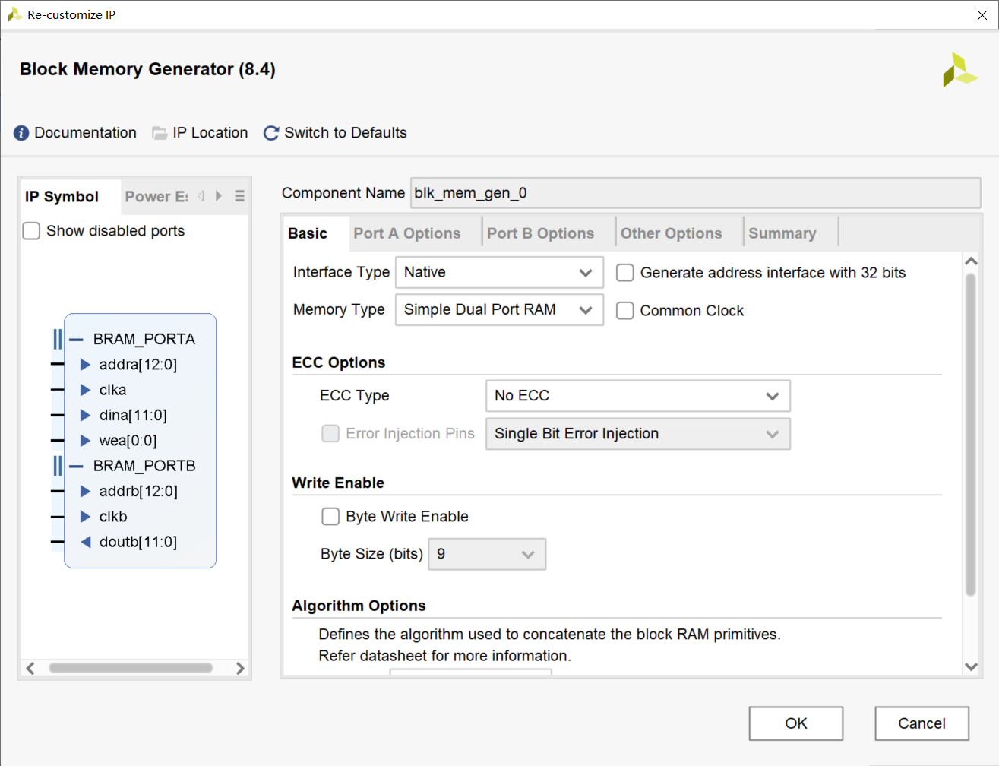 Re-customize IP
Block Memory Generator (8.4)
Documentation
IP Location
Switch to Defaults
IP Symbol
Show disabled ports
BRAM_PORTA
addra[12:0]
clka
dina[11:0]
wea[0:0]
BRAM_PORTB
addrb[12:0]
clkb
doutb[11:0]
Component Name blk_mem_gen_0
Basic Port A Options Port B Options Other Options Summary
Interface Type Native Generate address interface with 32 bits
Memory Type Simple Dual Port RAM Common Clock
ECC Options
ECC Type No ECC
Error Injection Pins Single Bit Error Injection
Write Enable
Byte Write Enable
Byte Size (bits) 9
Algorithm Options
Defines the algorithm used to concatenate the block RAM primitives.
Refer datasheet for more information.
OK Cancel